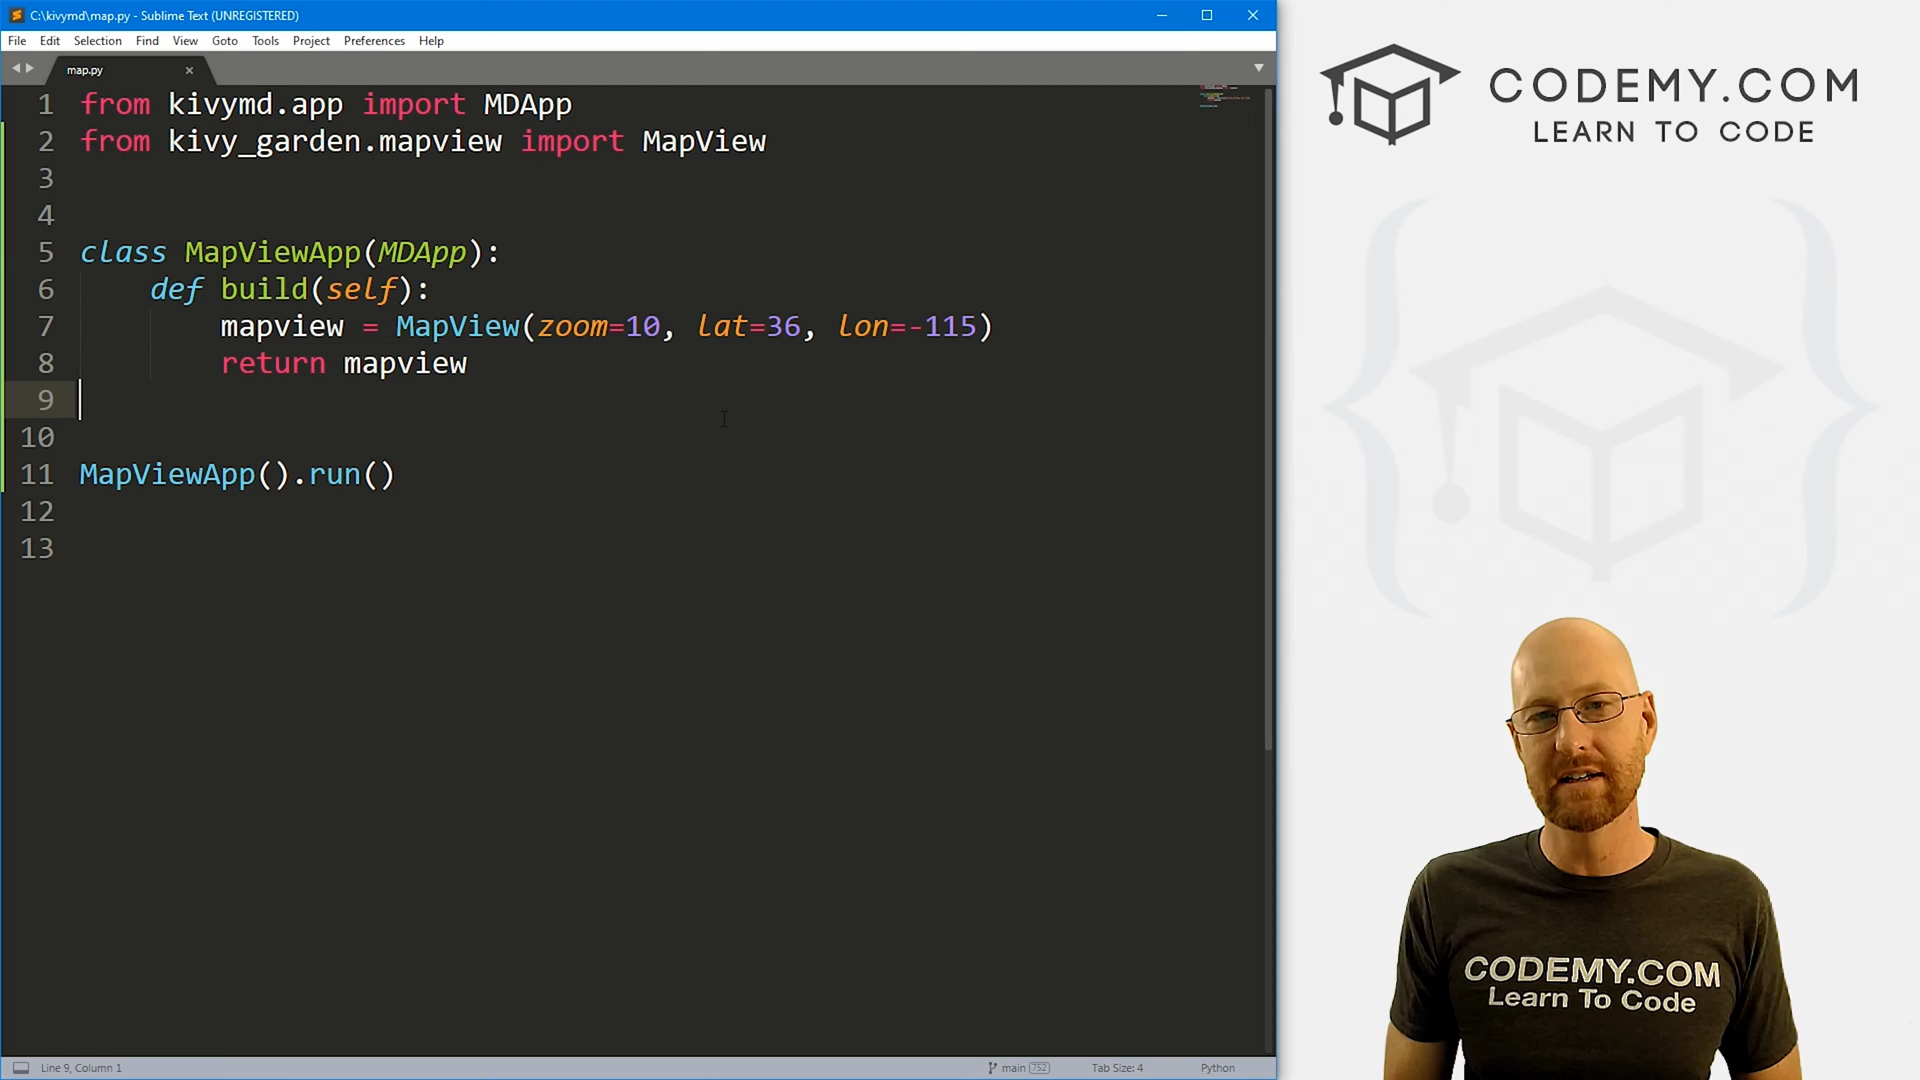 C:\kivymd\map.py - Sublime Text (UNREGISTERED)
File Edit Selection Find View Goto Tools Project Preferences Help
map.py
1 from kivymd.app import MDApp
2 from kivy_garden.mapview import MapView
3
4
5 class MapViewApp(MDApp):
6     def build(self):
7         mapview = MapView(zoom=10, lat=36, lon=-115)
8         return mapview
9
10
11 MapViewApp().run()
12
13
Line 9, Column 1
main 752
Tab Size: 4
Python
CODEMY.COM
LEARN TO CODE
CODEMY.COM
Learn To Code